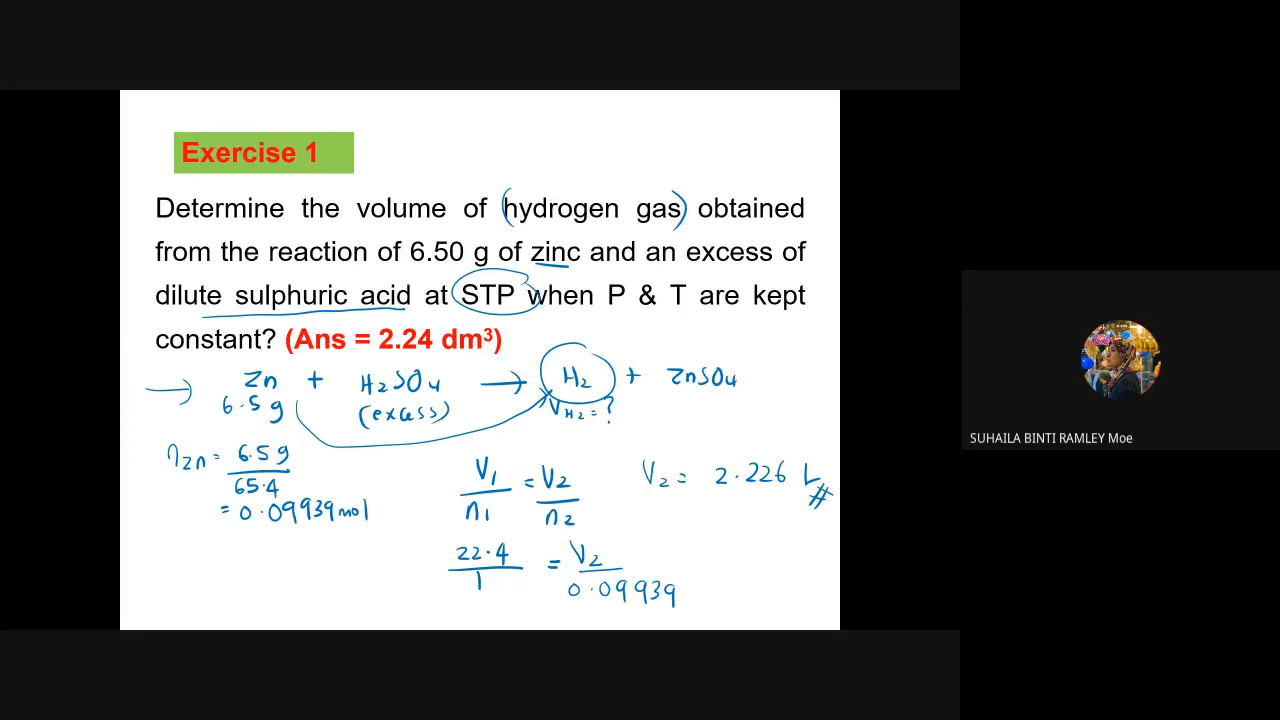 Exercise 1
Determine the volume of hydrogen gas obtained
from the reaction of 6.50 g of zinc and an excess of
dilute sulphuric acid at STP when P & T are kept
constant? (Ans = 2.24 dm³)
→ Zn + H₂SO₄ → H₂ + ZnSO₄
6.5 g (excess) V H₂ = ?
nZn = 6.5 g
65.4
= 0.09939 mol
V₁ = V₂
n₁ n₂
22.4 = V₂
1 0.09939
V₂ = 2.226 L #
SUHAILA BINTI RAMLEY Moe